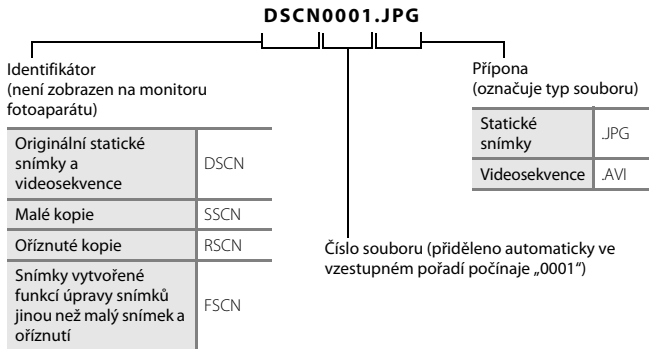 DSCN0001.JPG
Identifikátor
(není zobrazen na monitoru
fotoaparátu)
Originální statické
snímky a
videosekvence
DSCN
Malé kopie
SSCN
Oříznuté kopie
RSCN
Snímky vytvořené
funkcí úpravy snímků
jinou než malý snímek a
oříznutí
FSCN
Číslo souboru (přiděleno automaticky ve
vzestupném pořadí počínaje „0001“)
Přípona
(označuje typ souboru)
Statické
snímky
.JPG
Videosekvence
.AVI